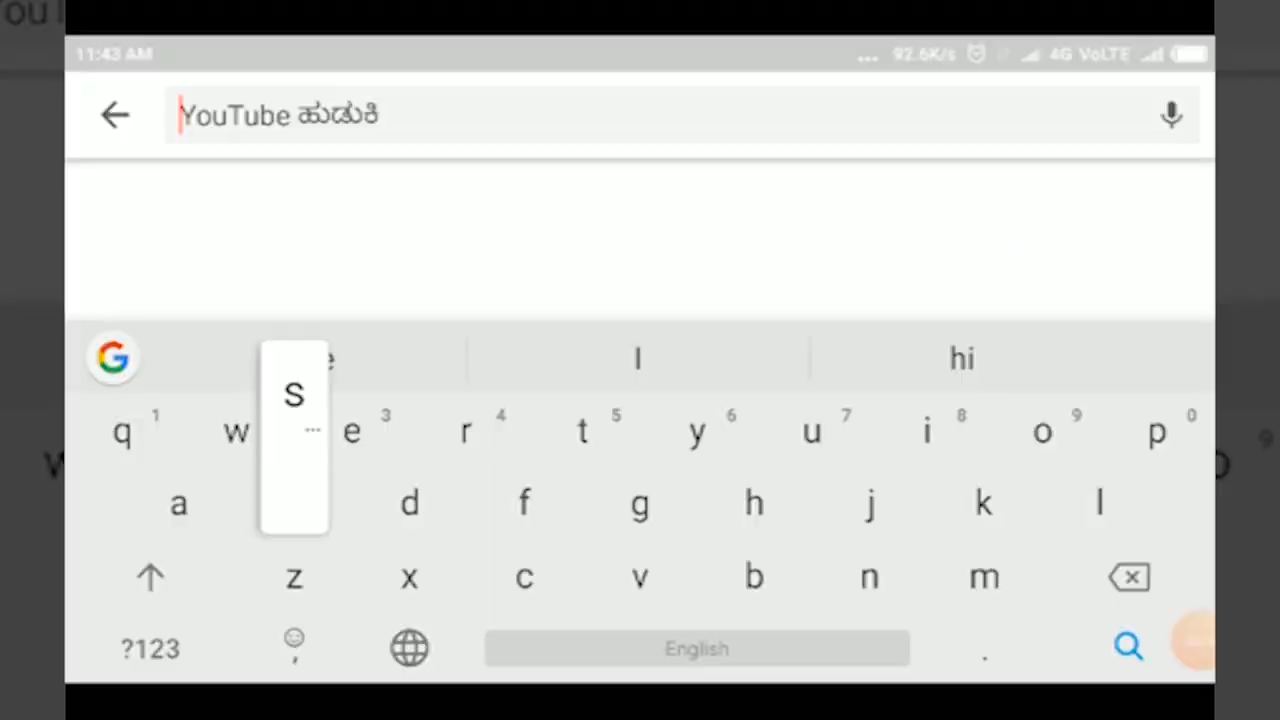 11:43 AM ... 92.6K/s 4G VoLTE
YouTube ಹುಡುಕಿ
I hi
S
q 1 w e 3 r 4 t 5 y 6 u 7 i 8 o 9 p 0
a d f g h j k l
z x c v b n m
?123 , English .